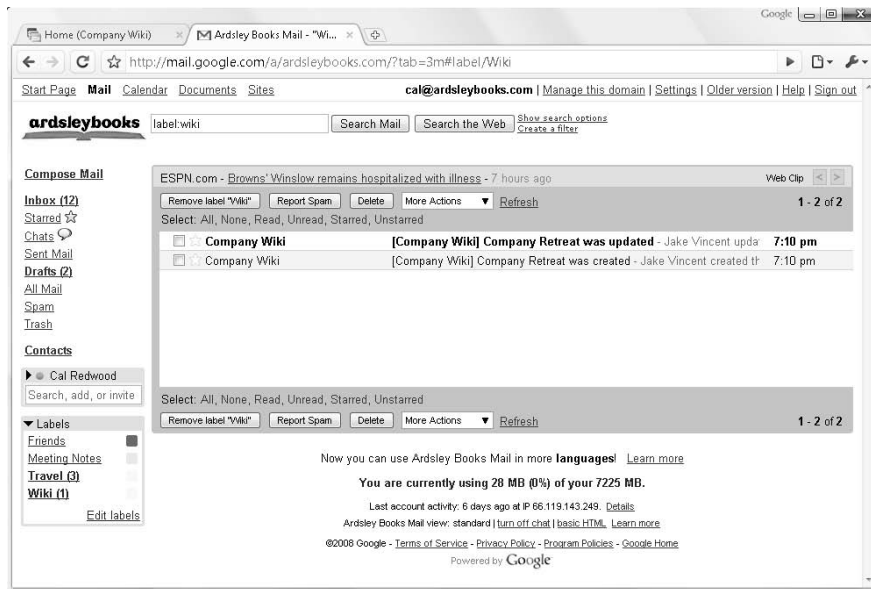 Google
Home (Company Wiki) × Ardsley Books Mail - "Wi... ×
http://mail.google.com/a/ardsleybooks.com/?tab=3m#label/Wiki
Start Page Mail Calendar Documents Sites cal@ardsleybooks.com | Manage this domain | Settings | Older version | Help | Sign out
ardsleybooks label:wiki Search Mail Search the Web Show search options
Create a filter
Compose Mail
ESPN.com - Browns' Winslow remains hospitalized with illness - 7 hours ago Web Clip < >
Inbox (12)
Starred
Chats
Sent Mail
Drafts (2)
All Mail
Spam
Trash
Contacts
Remove label "Wiki" Report Spam Delete More Actions ▼ Refresh 1 - 2 of 2
Select: All, None, Read, Unread, Starred, Unstarred
Company Wiki [Company Wiki] Company Retreat was updated - Jake Vincent upda 7:10 pm
Company Wiki [Company Wiki] Company Retreat was created - Jake Vincent created th 7:10 pm
Cal Redwood
Search, add, or invite
Select: All, None, Read, Unread, Starred, Unstarred
Remove label "Wiki" Report Spam Delete More Actions ▼ Refresh 1 - 2 of 2
▼ Labels
Friends
Meeting Notes
Travel (3)
Wiki (1)
Edit labels
Now you can use Ardsley Books Mail in more languages! Learn more
You are currently using 28 MB (0%) of your 7225 MB.
Last account activity: 6 days ago at IP 66.119.143.249. Details
Ardsley Books Mail view: standard | turn off chat | basic HTML Learn more
©2008 Google - Terms of Service - Privacy Policy - Program Policies - Google Home
Powered by Google